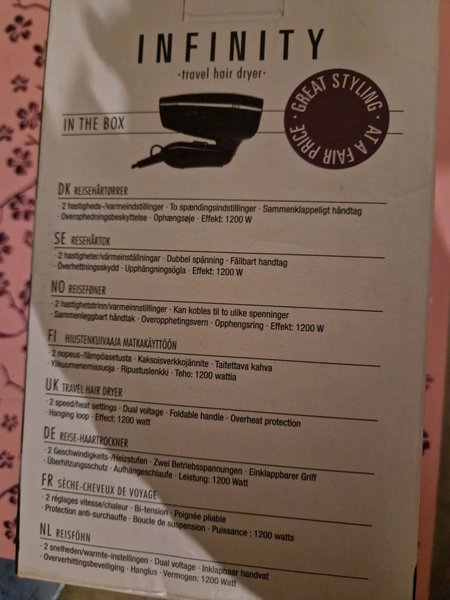 INFINITY
·travel hair dryer·
GREAT STYLING · AT A FAIR PRICE ·
IN THE BOX
DK REJSEHÅRTØRRER
· 2 hastigheds-/varmeindstillinger · To spændingsindstillinger · Sammenklappeligt håndtag
· Overophedningsbeskyttelse · Ophængsøje · Effekt: 1200 W
SE RESEHÅRTOK
· 2 hastigheter/värmeinställningar · Dubbel spänning · Fällbart handtag
· Överhettningsskydd · Upphängningsögla · Effekt: 1200 W
NO REISEFØNER
· 2 hastighetstrinn/varmeinnstillinger · Kan kobles til to ulike spenninger
· Sammenleggbart håndtak · Overopphetingsvern · Opphengsring · Effekt: 1200 W
FI HIUSTENKUIVAAJA MATKAKÄYTTÖÖN
· 2 nopeus-/lämpöasetusta · Kaksoisverkkojännite · Taitettava kahva
· Ylikuumenemissuoja · Ripustuslenkki · Teho: 1200 wattia
UK TRAVEL HAIR DRYER
· 2 speed/heat settings · Dual voltage · Foldable handle · Overheat protection
· Hanging loop · Effect: 1200 watt
DE REISE-HAARTROCKNER
· 2 Geschwindigkeits-/Heizstufen · Zwei Betriebsspannungen · Einklappbarer Griff
· Überhitzungsschutz · Aufhängeschlaufe · Leistung: 1200 Watt
FR SÈCHE-CHEVEUX DE VOYAGE
· 2 réglages vitesse/chaleur · Bi-tension · Poignée pliable
· Protection anti-surchauffe · Boucle de suspension · Puissance : 1200 watts
NL REISFÖHN
· 2 snelheden/warmte-instellingen · Dual voltage · Inklapbaar handvat
· Oververhittingsbeveiliging · Hanglus · Vermogen: 1200 Watt